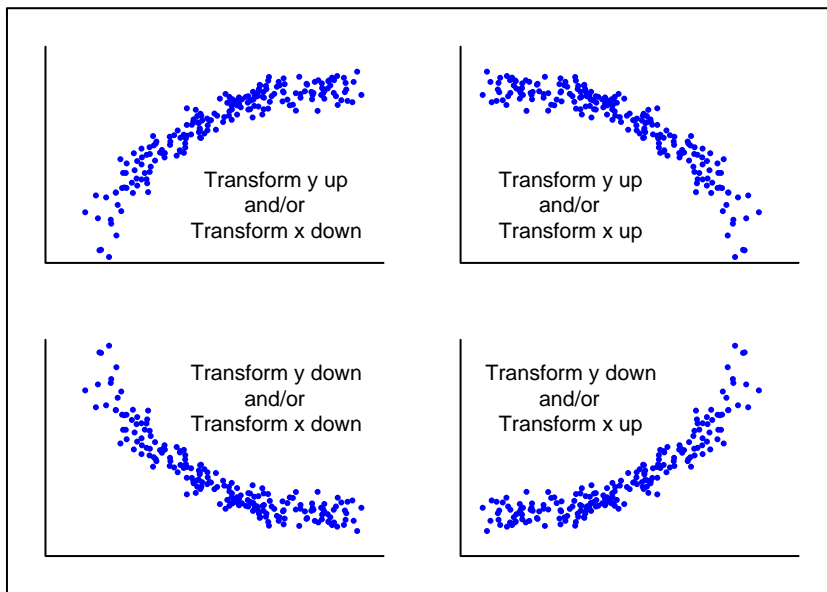 Transform y up
and/or
Transform x down
Transform y up
and/or
Transform x up
Transform y down
and/or
Transform x down
Transform y down
and/or
Transform x up